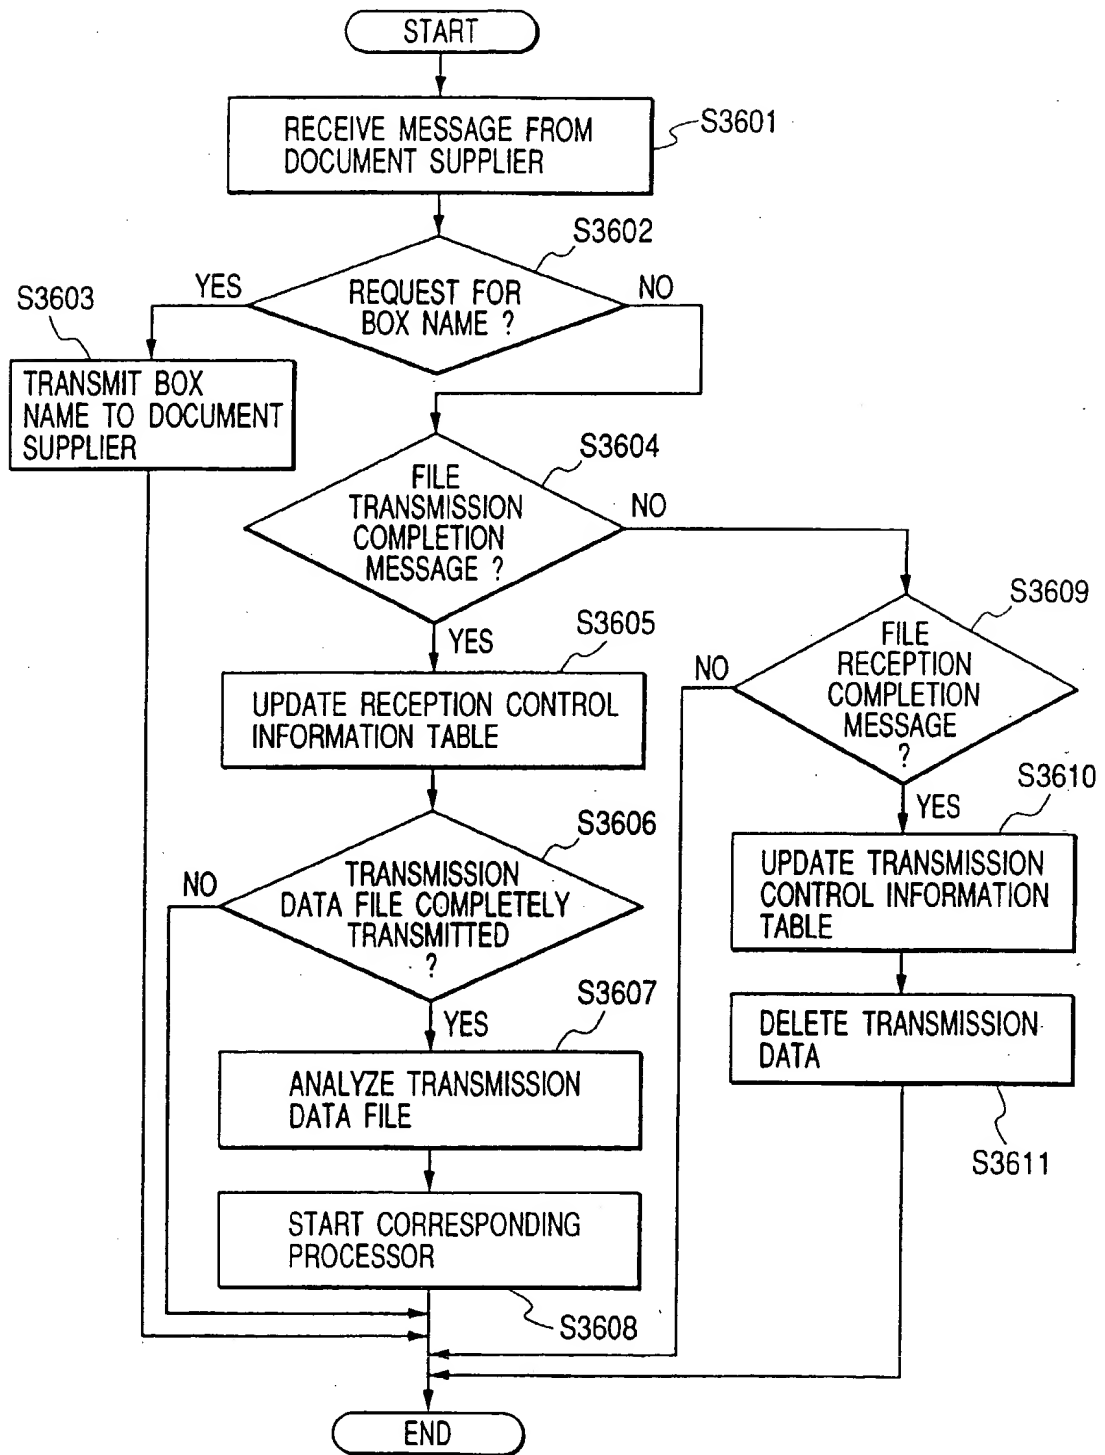 START
RECEIVE MESSAGE FROM
DOCUMENT SUPPLIER
S3601
S3602
REQUEST FOR
BOX NAME ?
YES
NO
S3603
TRANSMIT BOX
NAME TO DOCUMENT
SUPPLIER
S3604
FILE
TRANSMISSION
COMPLETION
MESSAGE ?
NO
YES
S3605
UPDATE RECEPTION CONTROL
INFORMATION TABLE
S3606
TRANSMISSION
DATA FILE COMPLETELY
TRANSMITTED
?
NO
YES
S3607
ANALYZE TRANSMISSION
DATA FILE
START CORRESPONDING
PROCESSOR
S3608
S3609
FILE
RECEPTION
COMPLETION
MESSAGE
?
NO
YES
S3610
UPDATE TRANSMISSION
CONTROL INFORMATION
TABLE
DELETE TRANSMISSION
DATA
S3611
END